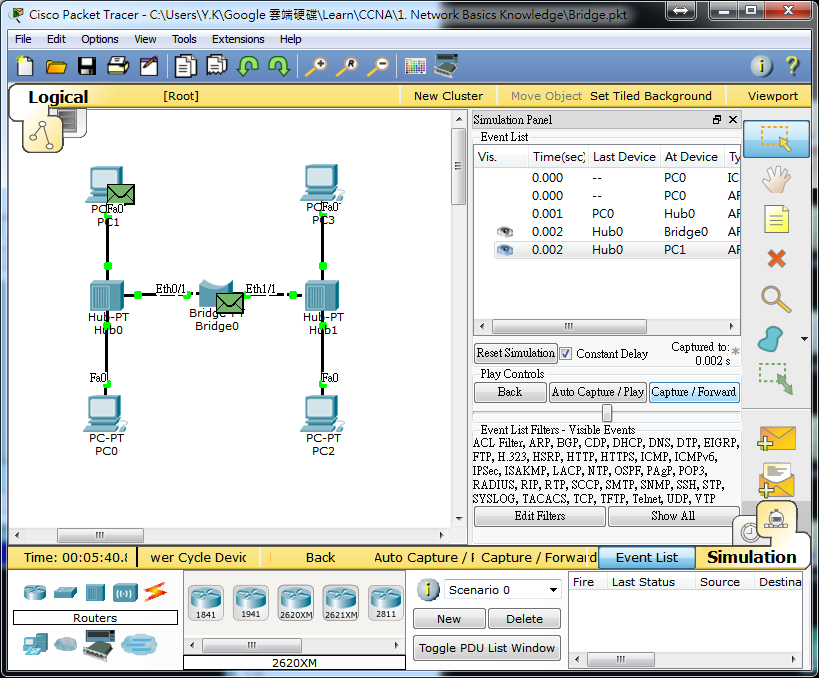 Cisco Packet Tracer - C:\Users\Y.K\Google 雲端硬碟\Learn\CCNA\1. Network Basics Knowledge\Bridge.pkt
File Edit Options View Tools Extensions Help
Logical [Root] New Cluster Move Object Set Tiled Background Viewport
Simulation Panel
Event List
Vis. Time(sec) Last Device At Device Ty
0.000 -- PC0 IC
0.000 -- PC0 AF
0.001 PC0 Hub0 AF
0.002 Hub0 Bridge0 AF
0.002 Hub0 PC1 AF
Reset Simulation Constant Delay Captured to:
0.002 s
Play Controls
Back Auto Capture / Play Capture / Forward
Event List Filters - Visible Events
ACL Filter, ARP, BGP, CDP, DHCP, DNS, DTP, EIGRP,
FTP, H.323, HSRP, HTTP, HTTPS, ICMP, ICMPv6,
IPSec, ISAKMP, LACP, NTP, OSPF, PAgP, POP3,
RADIUS, RIP, RTP, SCCP, SMTP, SNMP, SSH, STP,
SYSLOG, TACACS, TCP, TFTP, Telnet, UDP, VTP
Edit Filters Show All
Fa0 Fa0
PC1 PC3
Eth0/1 Eth1/1
Hub-PT Hub-PT
Hub0 Bridge0 Hub1
Fa0 Fa0
PC-PT PC-PT
PC0 PC2
Time: 00:05:40.8 wer Cycle Devic Back Auto Capture / F Capture / Forward Event List Simulation
Routers
1841 1941 2620XM 2621XM 2811
2620XM
Scenario 0
New Delete
Toggle PDU List Window
Fire Last Status Source Destina